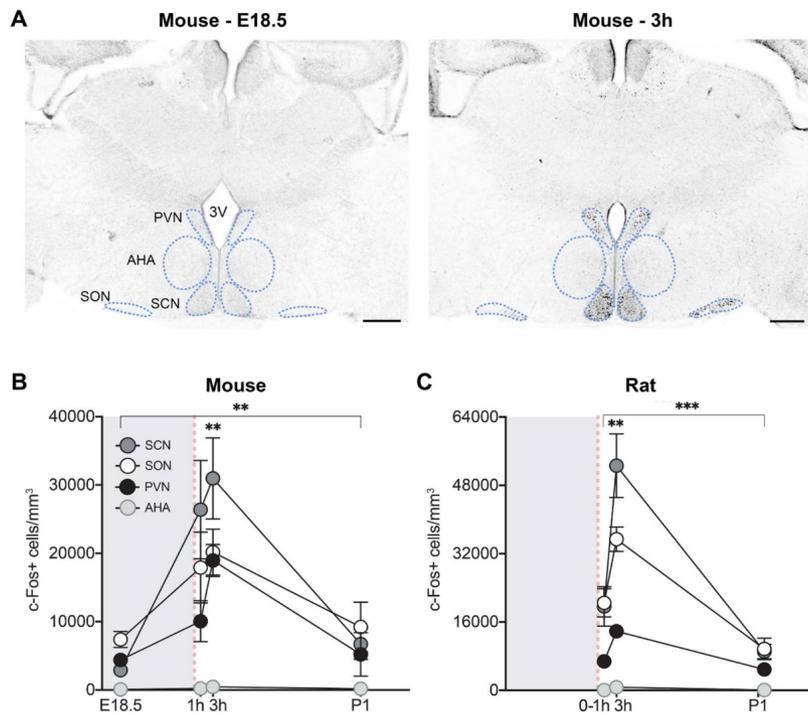 A
Mouse - E18.5
Mouse - 3h
PVN
3V
AHA
SON
SCN
B
Mouse
**
**
40000
30000
20000
10000
0
c-Fos+ cells/mm³
SCN
SON
PVN
AHA
E18.5
1h 3h
P1
C
Rat
***
**
64000
48000
32000
16000
0
c-Fos+ cells/mm³
0-1h 3h
P1